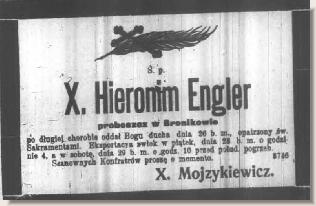 Ś. p.
X. Hieronim Engler
proboszcz w Bronikowie
po długiej chorobie oddał Bogu ducha dnia 26 b. m., opatrzony św.
Sakramentami. Eksportacya zwłok w piątek, dnia 28 b. m. o godzi-
nie 4, a w sobotę, dnia 29 b. m. o godz. 10 przed połud. pogrzeb.
Szanownych Konfratrów proszę o memento. 3786
X. Mojzykiewicz.